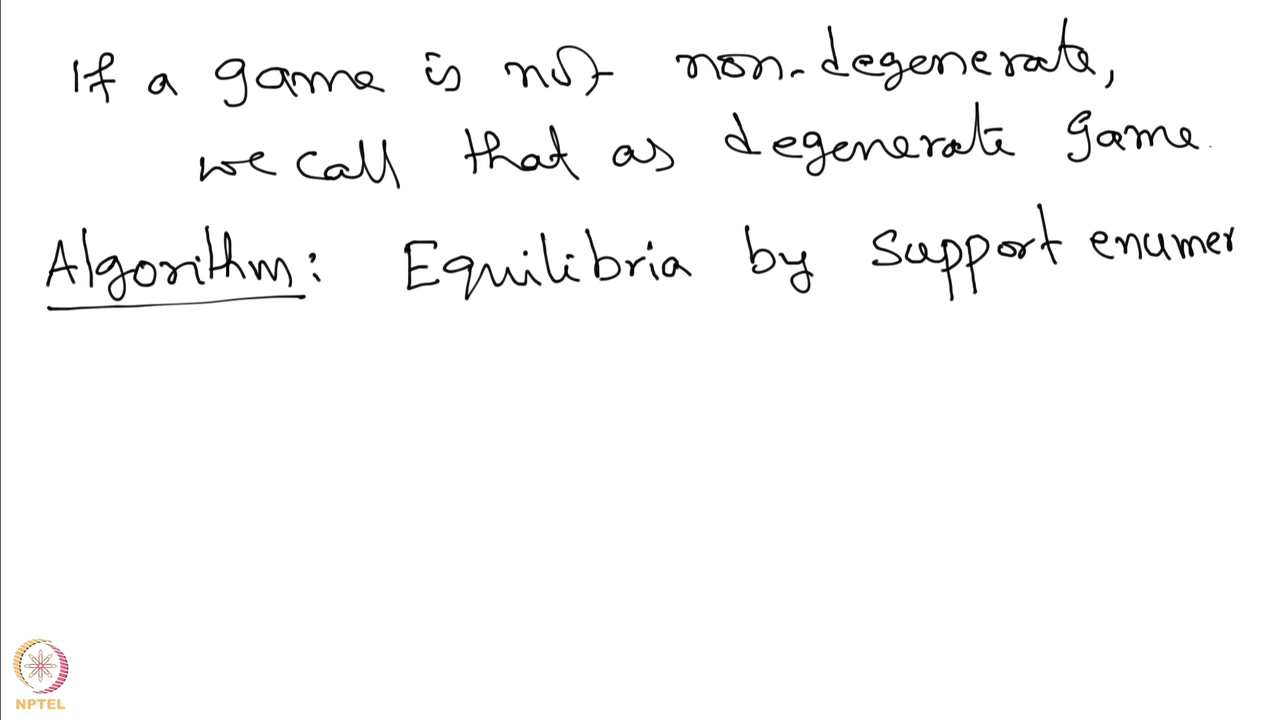 If a game is not non-degenerate,
we call that as degenerate game.
Algorithm: Equilibria by support enumer
NPTEL